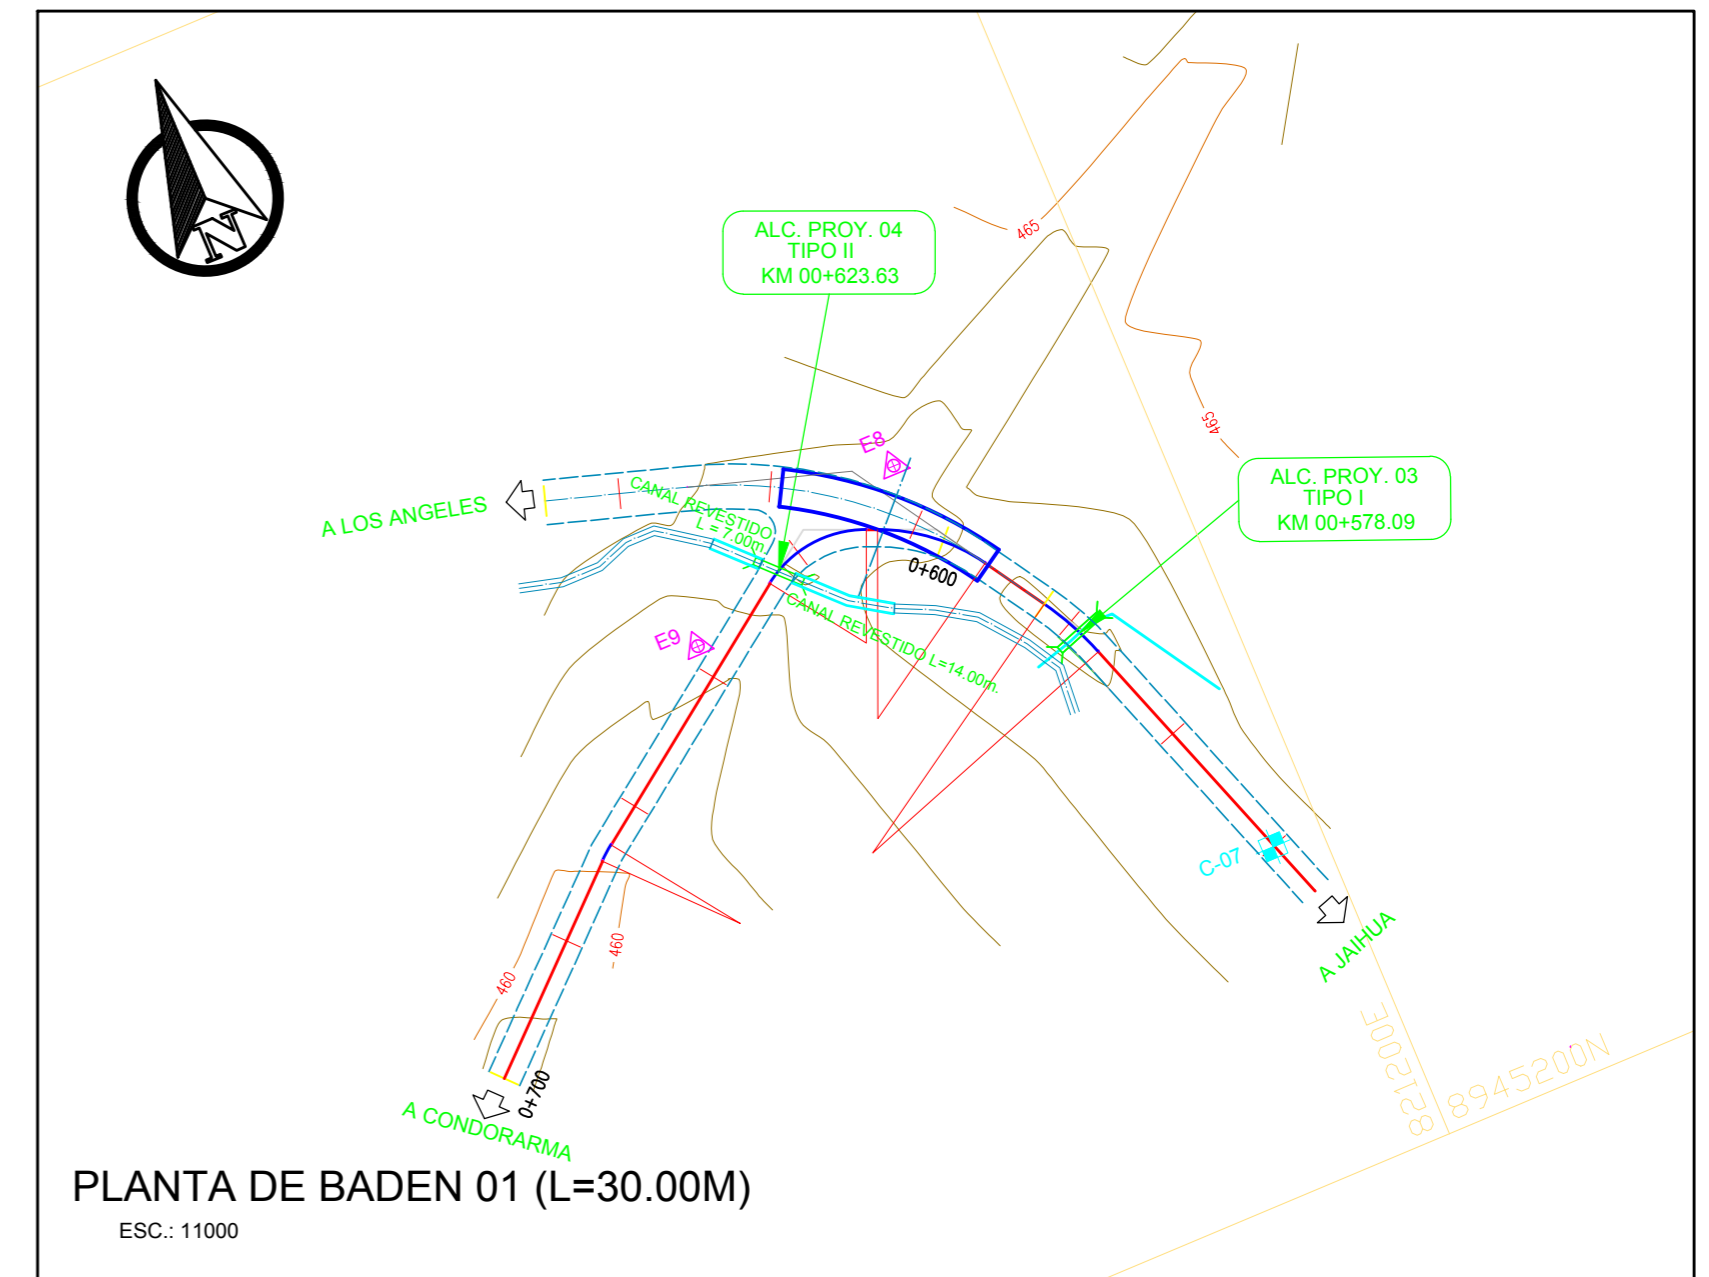 N
ALC. PROY. 04
TIPO II
KM 00+623.63
465
465
E8
ALC. PROY. 03
TIPO I
KM 00+578.09
A LOS ANGELES
CANAL REVESTIDO
L = 7.00m
0+600
CANAL REVESTIDO L=14.00m.
E9
C-07
A JAIHUA
460
460
0+700
A CONDORARMA
821200E
8945200N
PLANTA DE BADEN 01 (L=30.00M)
ESC.: 11000